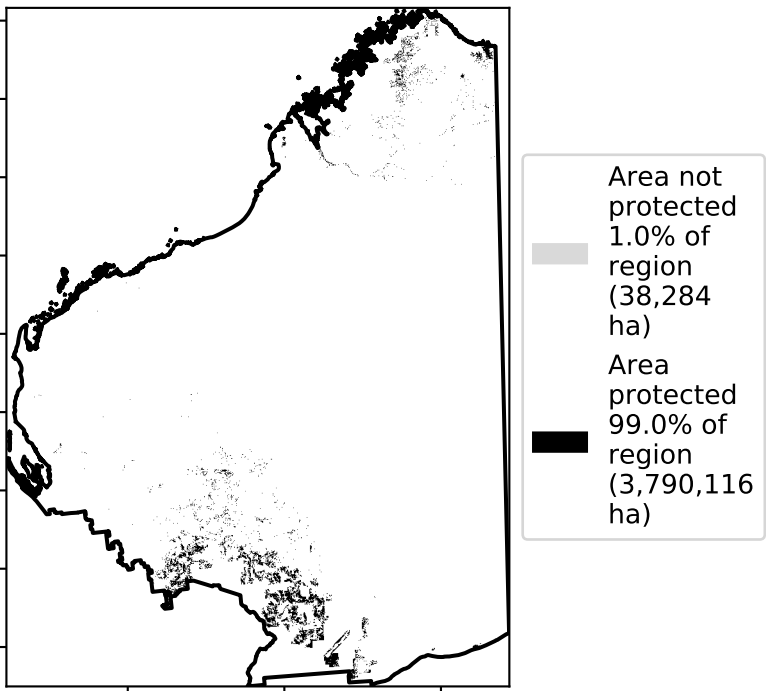 Area not
protected
1.0% of
region
(38,284
ha)
Area
protected
99.0% of
region
(3,790,116
ha)